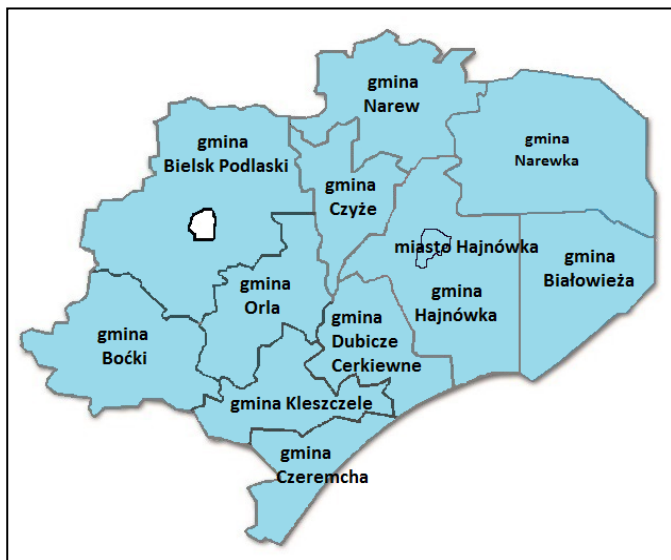 gmina
Narew
gmina
Bielsk Podlaski
gmina
Narewka
gmina
Czyże
miasto Hajnówka
gmina
Białowieża
gmina
Orla
gmina
Hajnówka
gmina
Dubicze
Cerkiewne
gmina
Boćki
gmina Kleszczele
gmina
Czeremcha